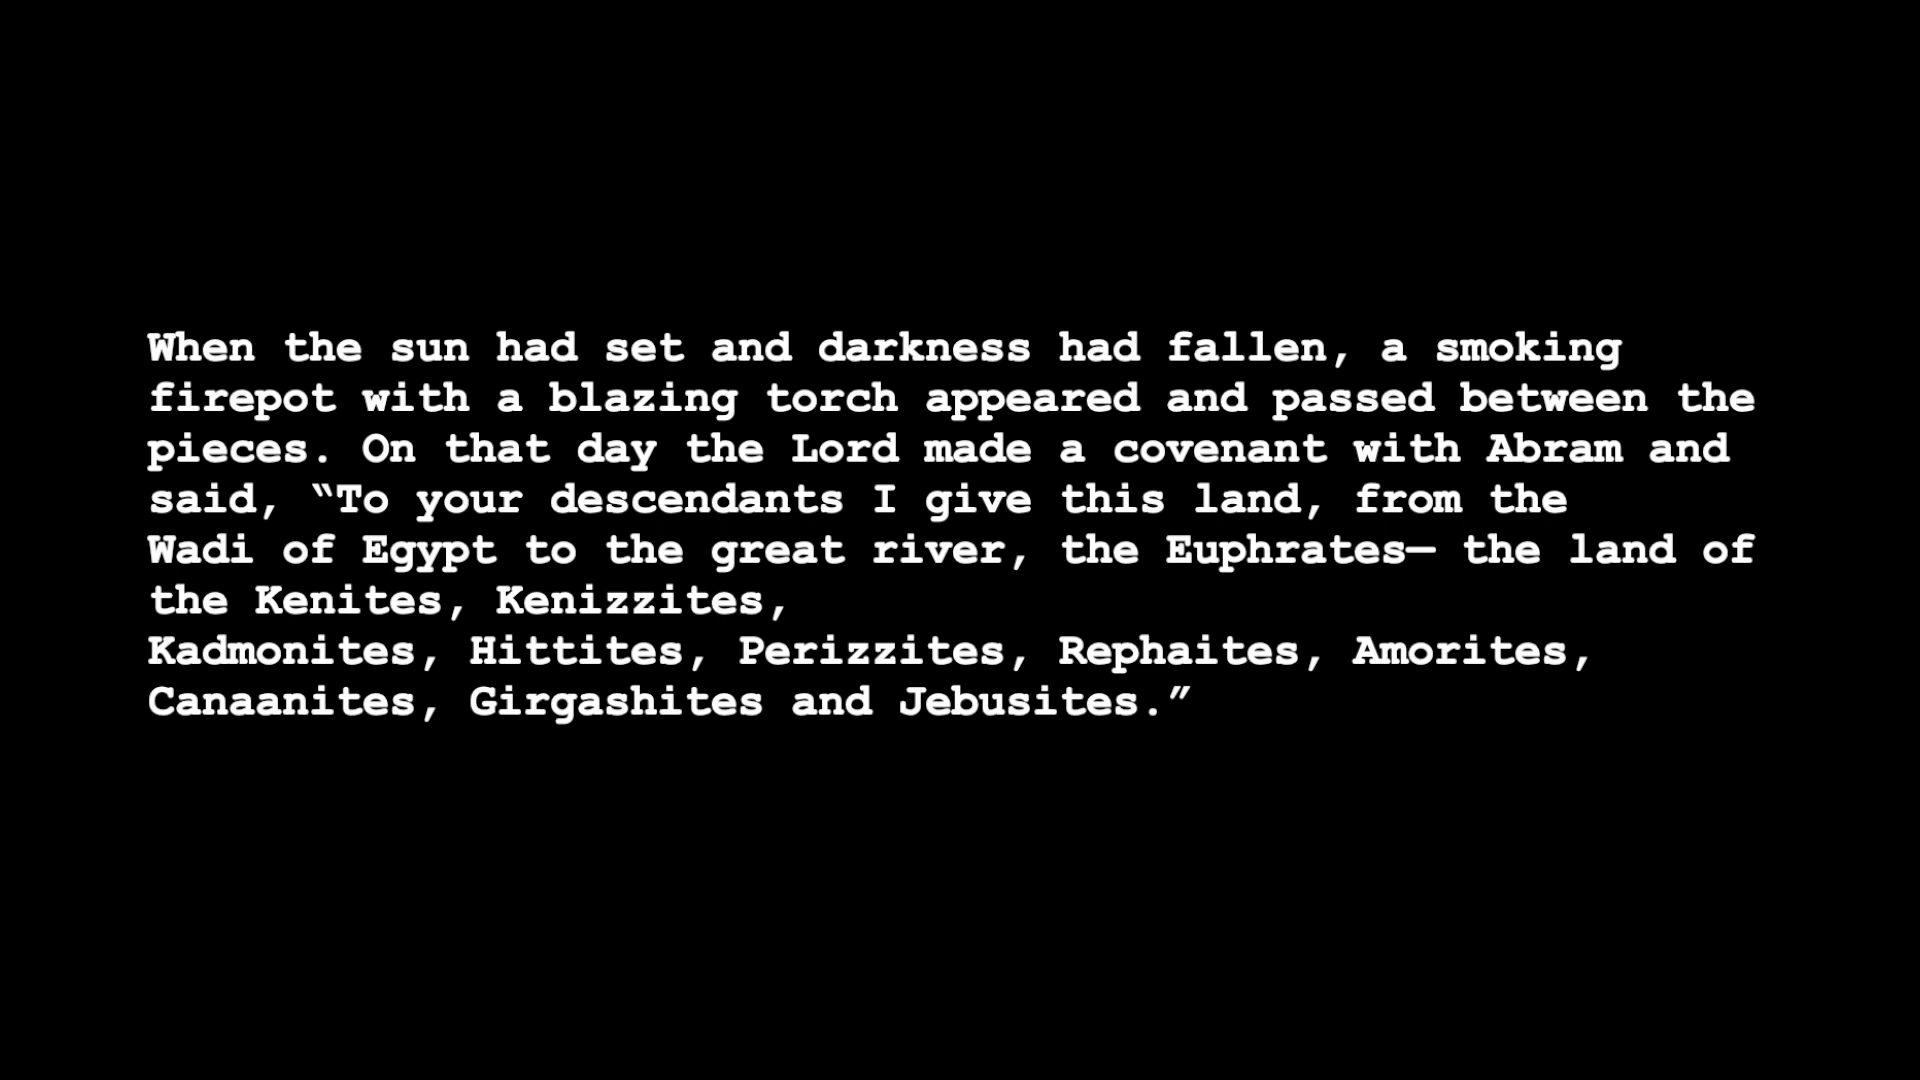 When the sun had set and darkness had fallen, a smoking
firepot with a blazing torch appeared and passed between the
pieces. On that day the Lord made a covenant with Abram and
said, “To your descendants I give this land, from the
Wadi of Egypt to the great river, the Euphrates— the land of
the Kenites, Kenizzites,
Kadmonites, Hittites, Perizzites, Rephaites, Amorites,
Canaanites, Girgashites and Jebusites.”